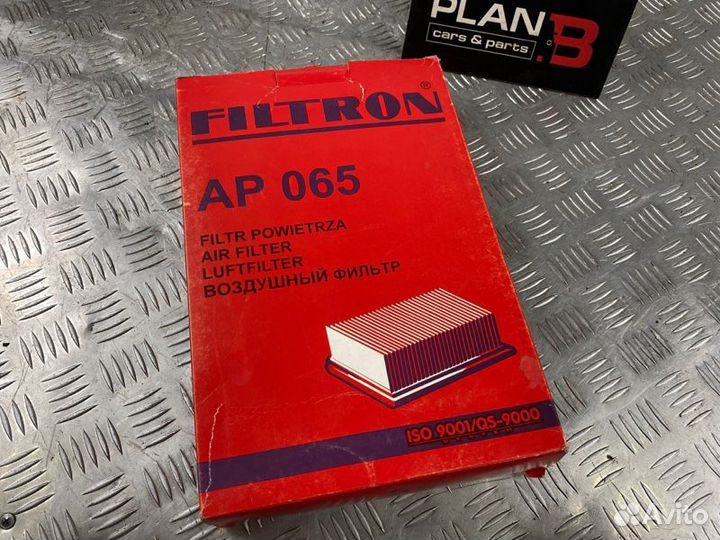 PLAN B
cars & parts
FILTRON®
AP 065
FILTR POWIETRZA
AIR FILTER
LUFTFILTER
ВОЗДУШНЫЙ ФИЛЬТР
ISO 9001/QS-9000
Avito